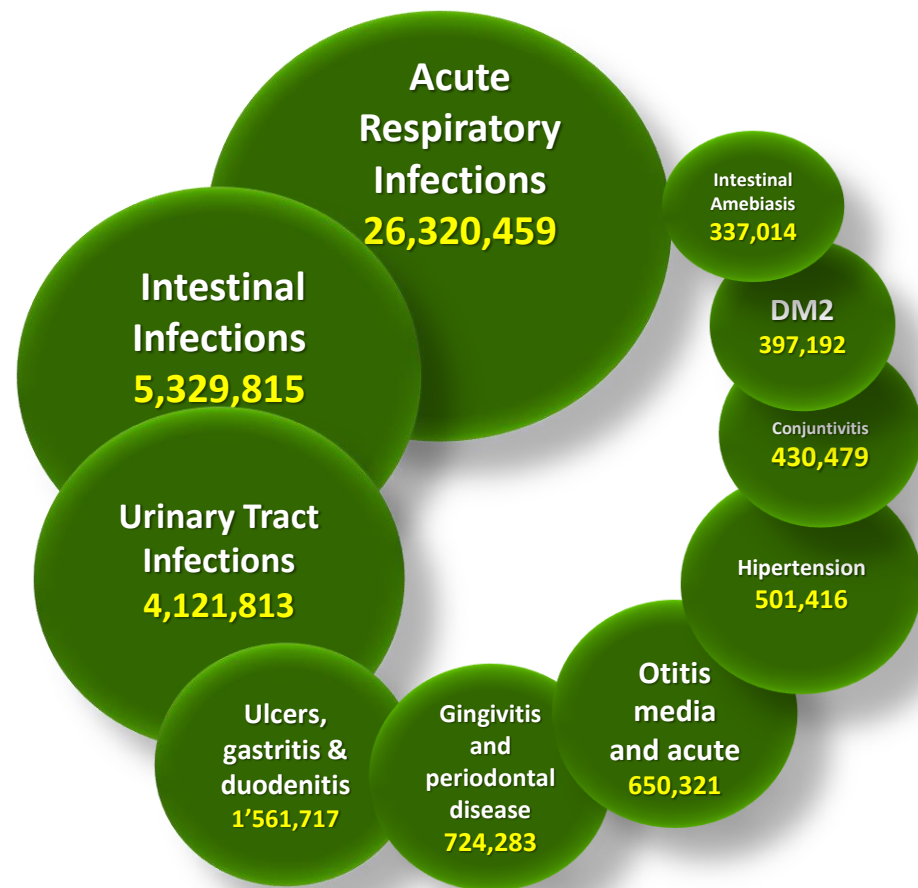 Acute
Respiratory
Infections
26,320,459
Intestinal
Infections
5,329,815
Urinary Tract
Infections
4,121,813
Ulcers,
gastritis &
duodenitis
1’561,717
Gingivitis
and
periodontal
disease
724,283
Otitis
media
and acute
650,321
Hipertension
501,416
Conjuntivitis
430,479
DM2
397,192
Intestinal
Amebiasis
337,014